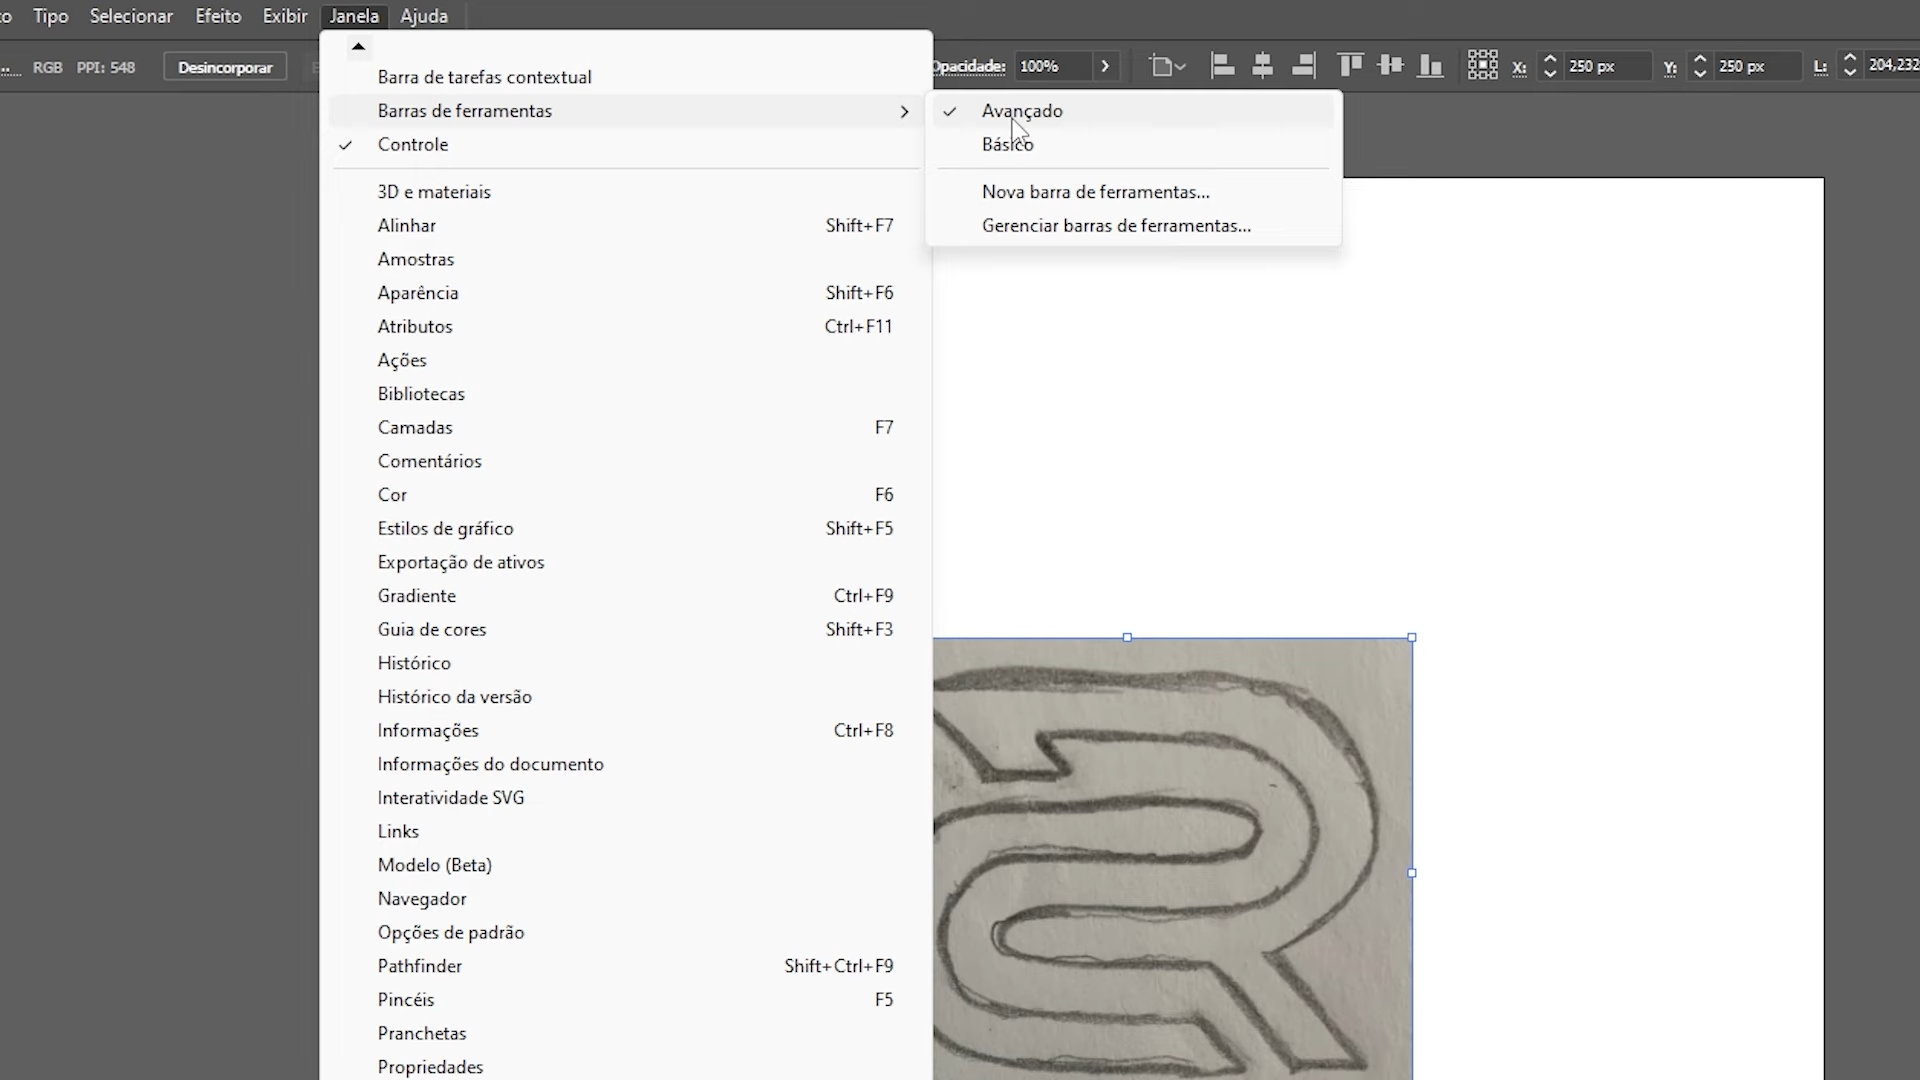 Tipo Selecionar Efeito Exibir Janela Ajuda
RGB PPI: 548 Desincorporar Opacidade: 100% X: 250 px Y: 250 px L: 204,232
Barra de tarefas contextual
Barras de ferramentas
Controle
Avançado
Básico
Nova barra de ferramentas...
Gerenciar barras de ferramentas...
3D e materiais
Alinhar Shift+F7
Amostras
Aparência Shift+F6
Atributos Ctrl+F11
Ações
Bibliotecas
Camadas F7
Comentários
Cor F6
Estilos de gráfico Shift+F5
Exportação de ativos
Gradiente Ctrl+F9
Guia de cores Shift+F3
Histórico
Histórico da versão
Informações Ctrl+F8
Informações do documento
Interatividade SVG
Links
Modelo (Beta)
Navegador
Opções de padrão
Pathfinder Shift+Ctrl+F9
Pincéis F5
Pranchetas
Propriedades